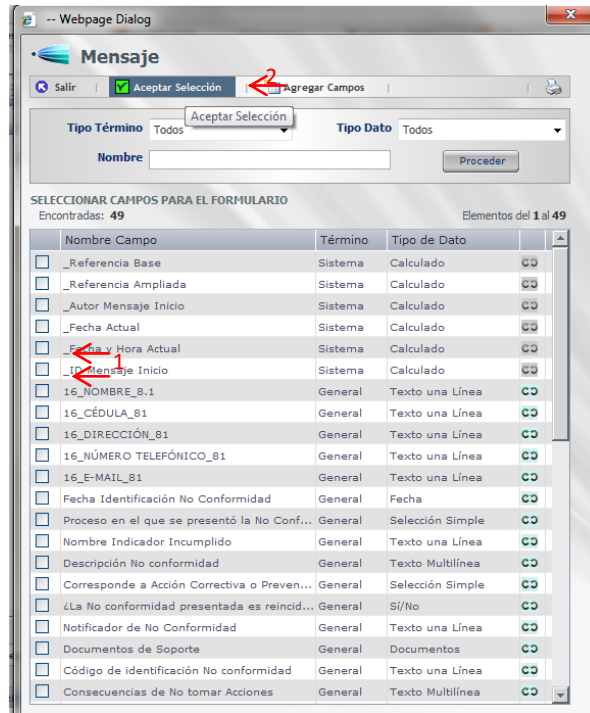 -- Webpage Dialog
Mensaje
Salir | Aceptar Selección | Agregar Campos |
2
Aceptar Selección
Tipo Término Todos Tipo Dato Todos
Nombre Proceder
SELECCIONAR CAMPOS PARA EL FORMULARIO
Encontradas: 49 Elementos del 1 al 49
Nombre Campo Término Tipo de Dato
_Referencia Base Sistema Calculado
_Referencia Ampliada Sistema Calculado
_Autor Mensaje Inicio Sistema Calculado
_Fecha Actual Sistema Calculado
_Fecha y Hora Actual Sistema Calculado
1
_ID Mensaje Inicio Sistema Calculado
16_NOMBRE_8.1 General Texto una Línea
16_CÉDULA_81 General Texto una Línea
16_DIRECCIÓN_81 General Texto una Línea
16_NÚMERO TELEFÓNICO_81 General Texto una Línea
16_E-MAIL_81 General Texto una Línea
Fecha Identificación No Conformidad General Fecha
Proceso en el que se presentó la No Conf... General Selección Simple
Nombre Indicador Incumplido General Texto una Línea
Descripción No conformidad General Texto Multilínea
Corresponde a Acción Correctiva o Preven... General Selección Simple
¿La No conformidad presentada es reincid... General Sí/No
Notificador de No Conformidad General Texto una Línea
Documentos de Soporte General Documentos
Código de identificación No conformidad General Texto una Línea
Consecuencias de No tomar Acciones General Texto Multilínea